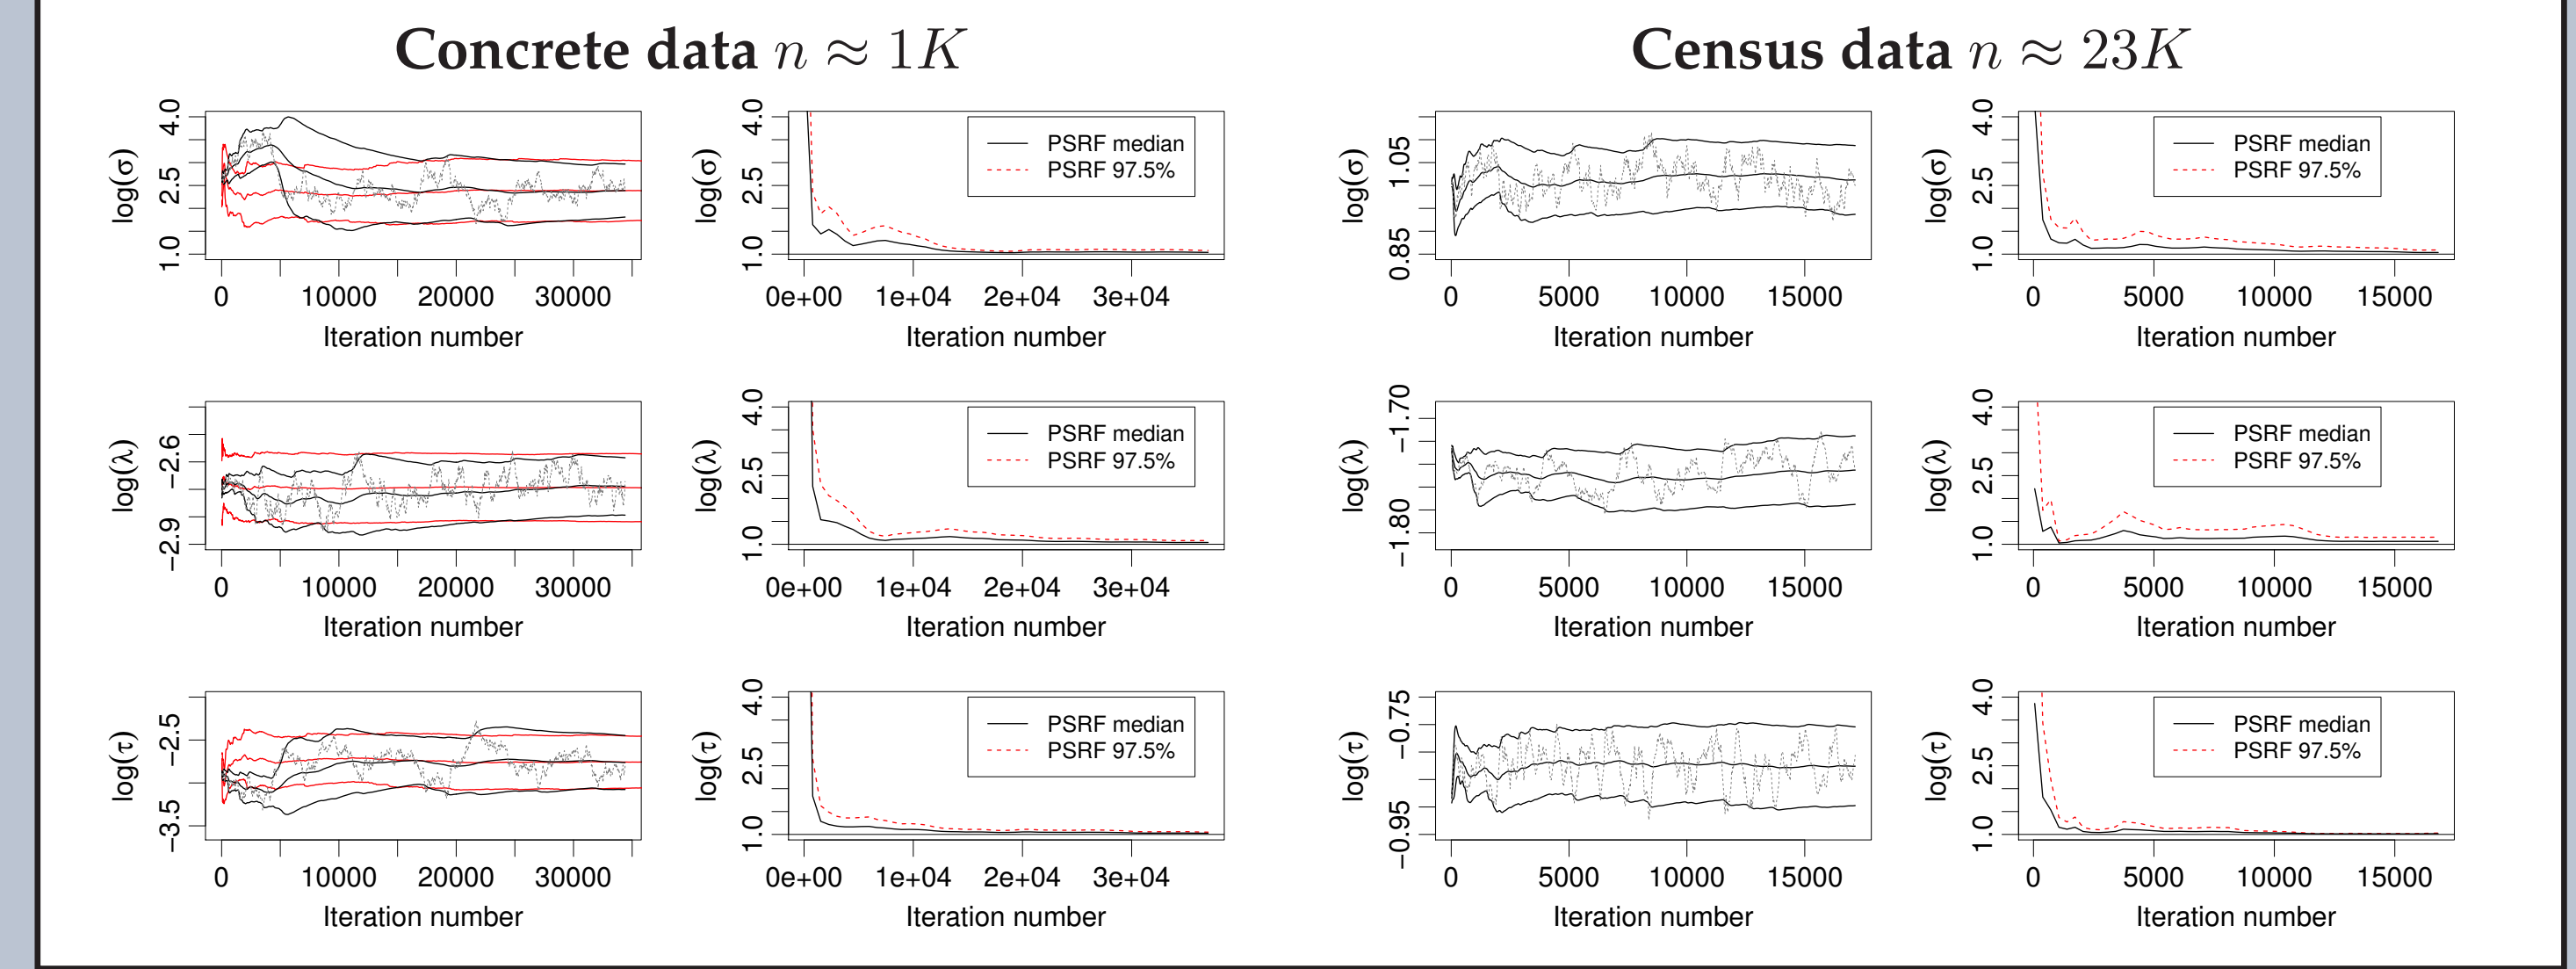 Concrete data n ≈ 1K
Census data n ≈ 23K
log(σ)
1.0 2.5 4.0
0 10000 20000 30000
Iteration number
log(σ)
1.0 2.5 4.0
PSRF median
PSRF 97.5%
0e+00 1e+04 2e+04 3e+04
Iteration number
log(σ)
0.85 1.05
0 5000 10000 15000
Iteration number
log(σ)
1.0 2.5 4.0
PSRF median
PSRF 97.5%
0 5000 10000 15000
Iteration number
log(λ)
−2.9 −2.6
0 10000 20000 30000
Iteration number
log(λ)
1.0 2.5 4.0
PSRF median
PSRF 97.5%
0e+00 1e+04 2e+04 3e+04
Iteration number
log(λ)
−1.80 −1.70
0 5000 10000 15000
Iteration number
log(λ)
1.0 2.5 4.0
PSRF median
PSRF 97.5%
0 5000 10000 15000
Iteration number
log(τ)
−3.5 −2.5
0 10000 20000 30000
Iteration number
log(τ)
1.0 2.5 4.0
PSRF median
PSRF 97.5%
0e+00 1e+04 2e+04 3e+04
Iteration number
log(τ)
−0.95 −0.75
0 5000 10000 15000
Iteration number
log(τ)
1.0 2.5 4.0
PSRF median
PSRF 97.5%
0 5000 10000 15000
Iteration number